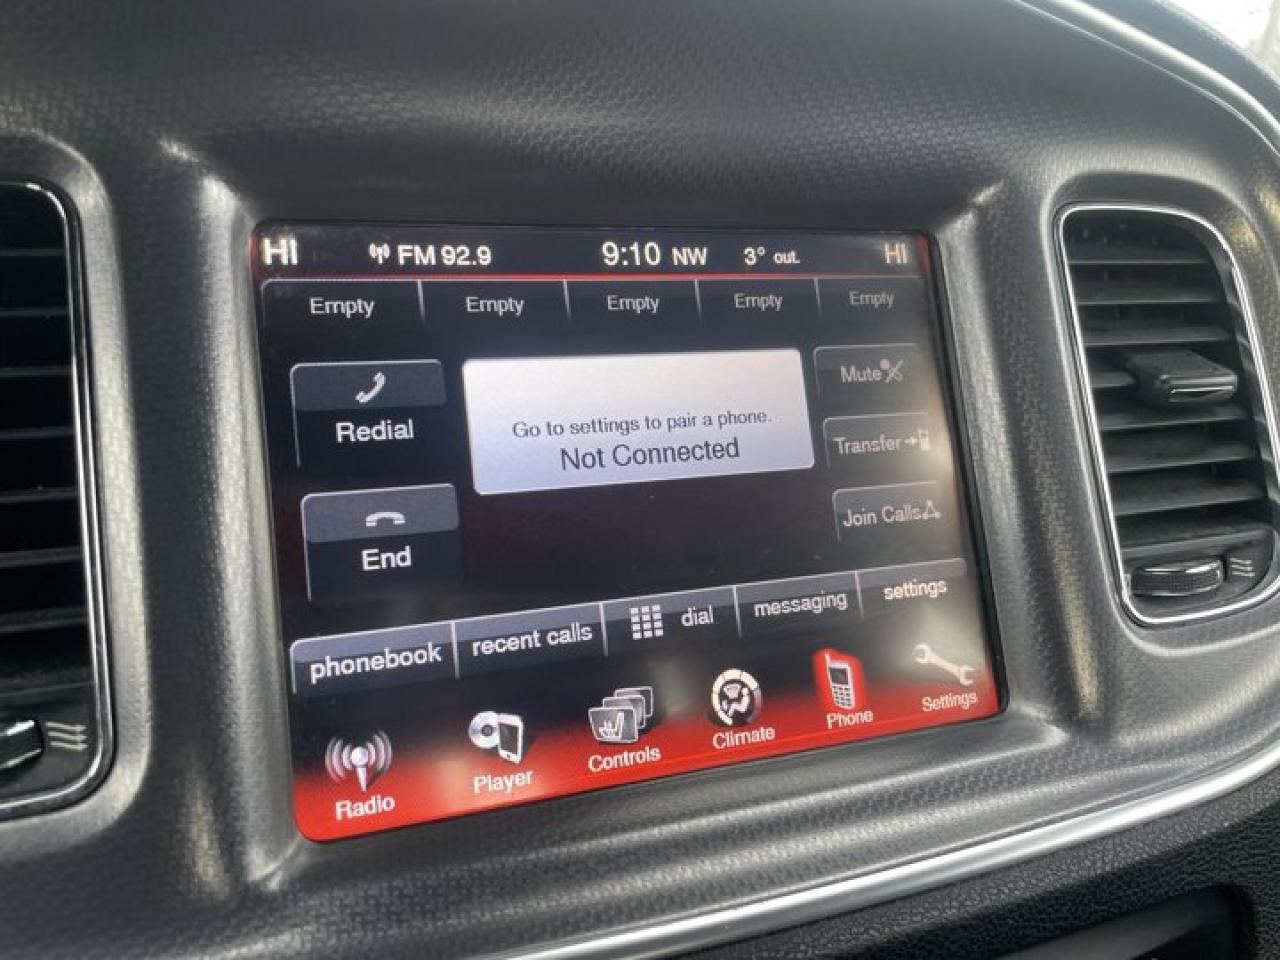 HI FM 92.9 9:10 NW 3° out. HI
Empty Empty Empty Empty Empty
Redial
Go to settings to pair a phone.
Not Connected
Mute
Transfer
Join Calls
End
phonebook recent calls dial messaging settings
Radio Player Controls Climate Phone Settings